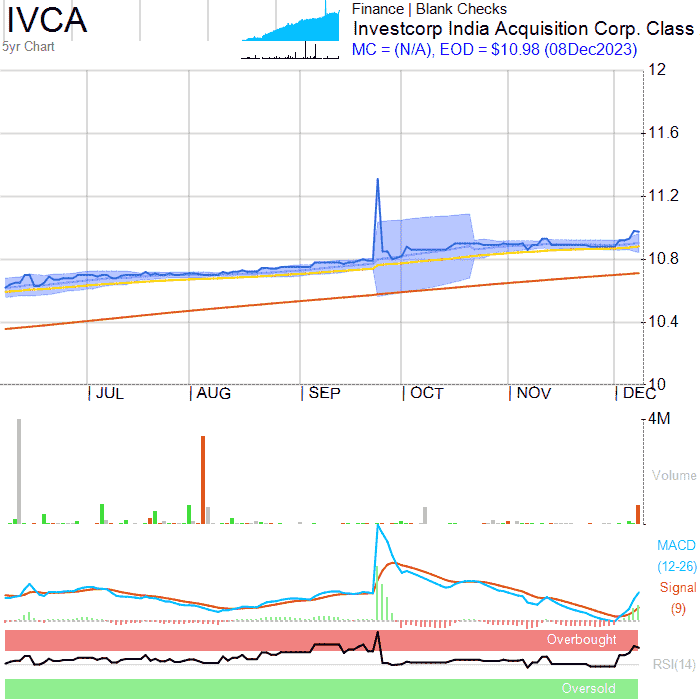 IVCA
5yr Chart
Finance | Blank Checks
Investcorp India Acquisition Corp. Class
MC = (N/A), EOD = $10.98 (08Dec2023)
12
11.6
11.2
10.8
10.4
10
JUL AUG SEP OCT NOV DEC
4M
Volume
MACD
(12-26)
Signal
(9)
Overbought
RSI(14)
Oversold